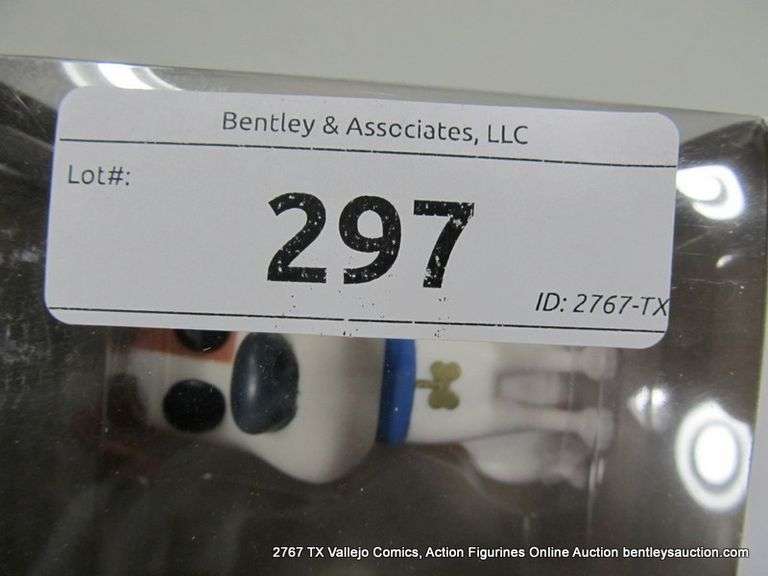 Bentley & Associates, LLC
Lot#:
297
ID: 2767-TX
2767 TX Vallejo Comics, Action Figurines Online Auction bentleysauction.com